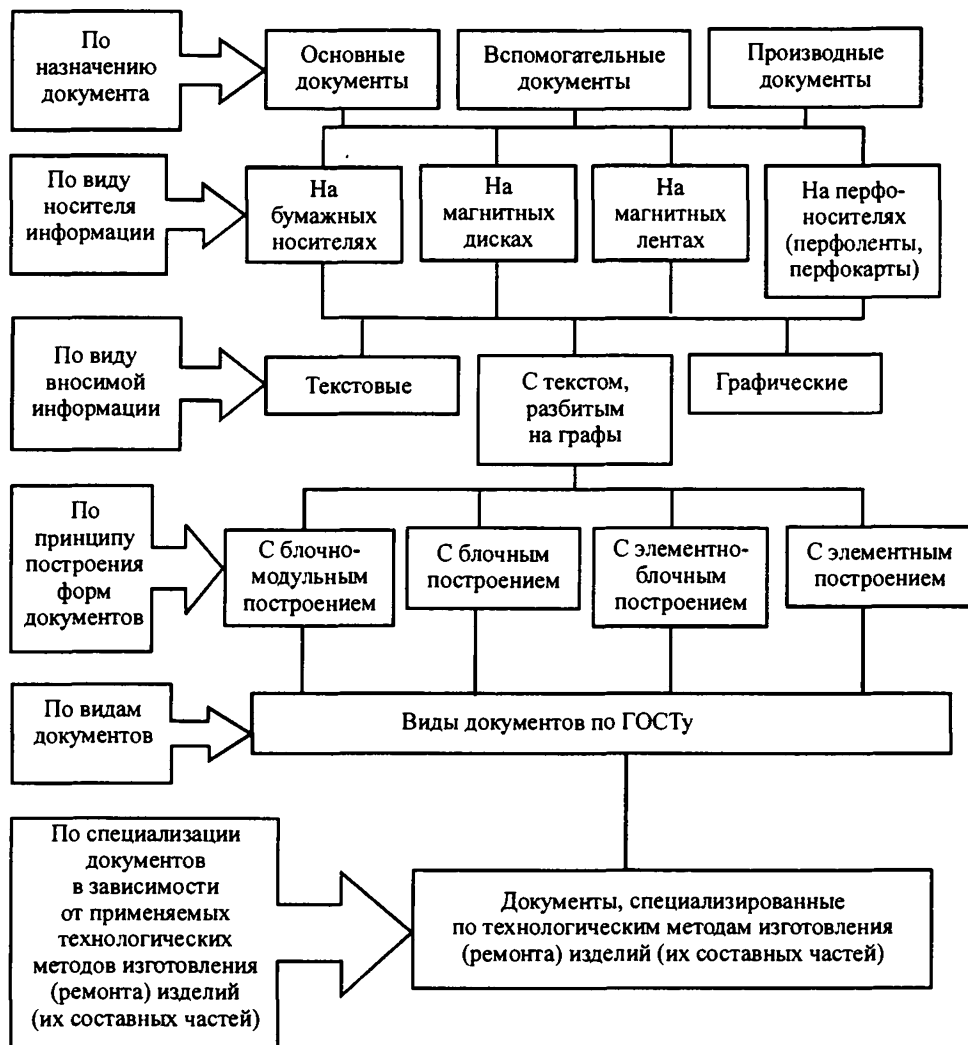 По
назначению
документа
Основные
документы
Вспомогательные
документы
Производные
документы
По виду
носителя
информации
На
бумажных
носителях
На
магнитных
дисках
На
магнитных
лентах
На перфо-
носителях
(перфоленты,
перфокарты)
По виду
вносимой
информации
Текстовые
С текстом,
разбитым
на графы
Графические
По
принципу
построения
форм
документов
С блочно-
модульным
построением
С блочным
построением
С элементно-
блочным
построением
С элементным
построением
По видам
документов
Виды документов по ГОСТу
По специализации
документов
в зависимости
от применяемых
технологических
методов изготовления
(ремонта) изделий
(их составных частей)
Документы, специализированные
по технологическим методам изготовления
(ремонта) изделий (их составных частей)